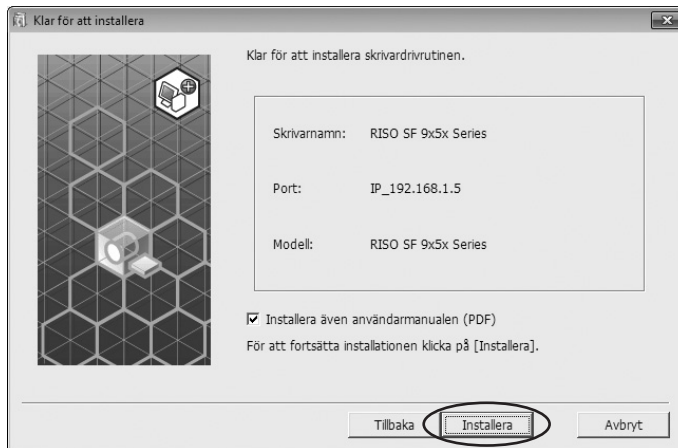 Klar för att installera
Klar för att installera skrivardrivrutinen.
Skrivarnamn: RISO SF 9x5x Series
Port: IP_192.168.1.5
Modell: RISO SF 9x5x Series
Installera även användarmanualen (PDF)
För att fortsätta installationen klicka på [Installera].
Tillbaka Installera Avbryt